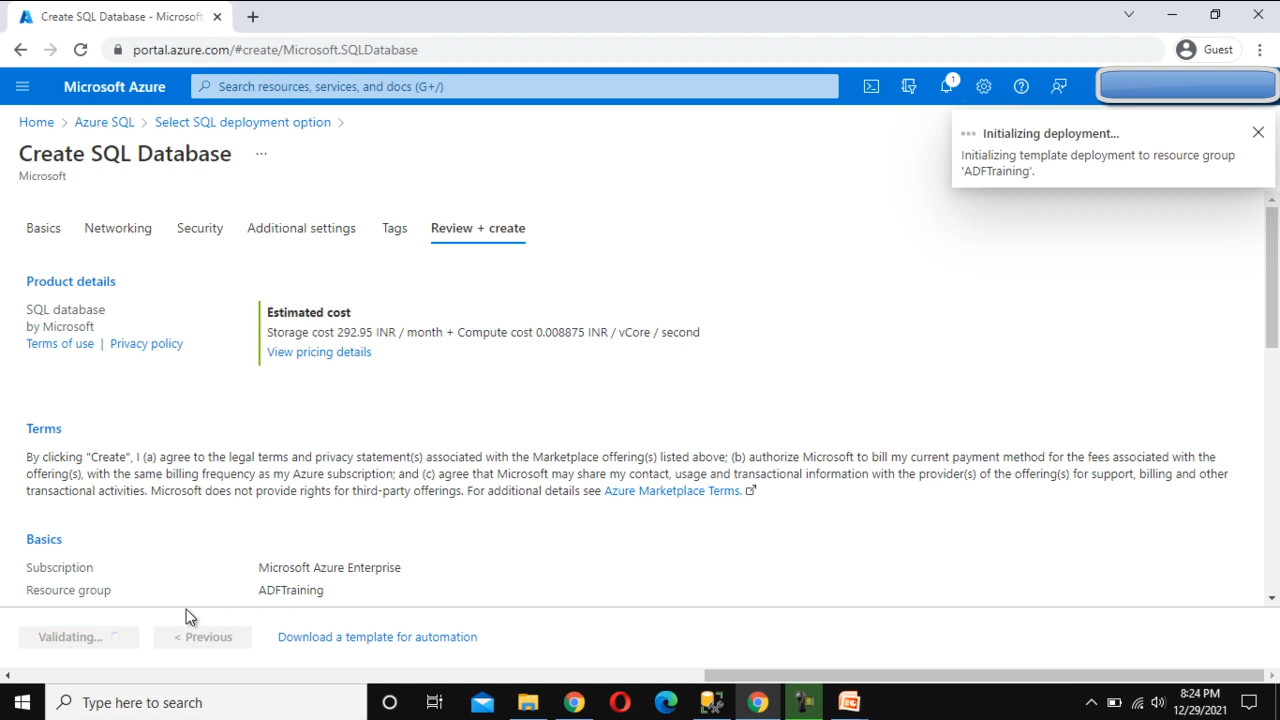 Create SQL Database - Microsoft
portal.azure.com/#create/Microsoft.SQLDatabase
Guest
Microsoft Azure
Search resources, services, and docs (G+/)
1
Home > Azure SQL > Select SQL deployment option >
Create SQL Database ...
Microsoft
Initializing deployment...
Initializing template deployment to resource group
'ADFTraining'.
Basics Networking Security Additional settings Tags Review + create
Product details
SQL database
by Microsoft
Terms of use | Privacy policy
Estimated cost
Storage cost 292.95 INR / month + Compute cost 0.008875 INR / vCore / second
View pricing details
Terms
By clicking "Create", I (a) agree to the legal terms and privacy statement(s) associated with the Marketplace offering(s) listed above; (b) authorize Microsoft to bill my current payment method for the fees associated with the
offering(s), with the same billing frequency as my Azure subscription; and (c) agree that Microsoft may share my contact, usage and transactional information with the provider(s) of the offering(s) for support, billing and other
transactional activities. Microsoft does not provide rights for third-party offerings. For additional details see Azure Marketplace Terms.
Basics
Subscription Microsoft Azure Enterprise
Resource group ADFTraining
Validating... < Previous Download a template for automation
Type here to search
8:24 PM
12/29/2021